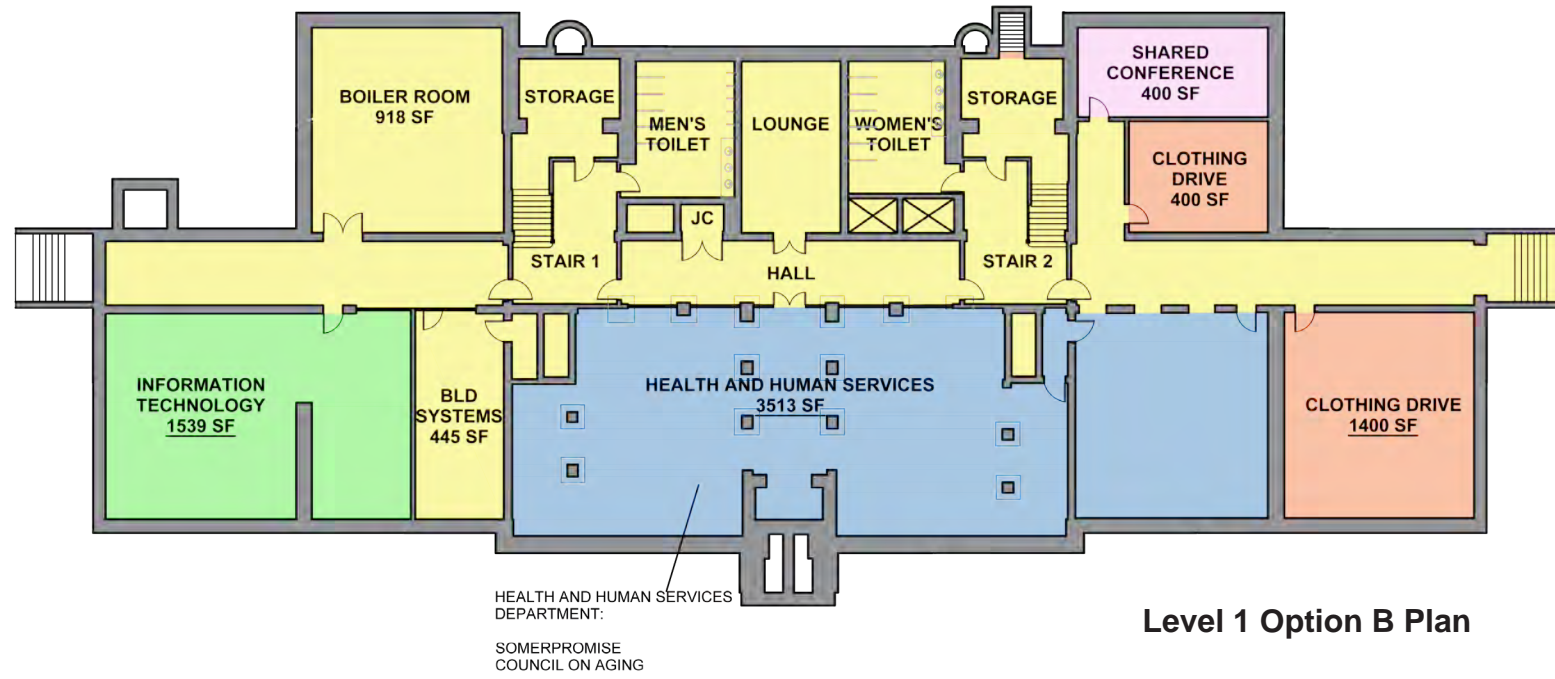 BOILER ROOM
918 SF
STORAGE
MEN'S
TOILET
LOUNGE
WOMEN'S
TOILET
STORAGE
SHARED
CONFERENCE
400 SF
CLOTHING
DRIVE
400 SF
JC
STAIR 1
HALL
STAIR 2
INFORMATION
TECHNOLOGY
1539 SF
BLD
SYSTEMS
445 SF
HEALTH AND HUMAN SERVICES
3513 SF
CLOTHING DRIVE
1400 SF
HEALTH AND HUMAN SERVICES
DEPARTMENT:
SOMERPROMISE
COUNCIL ON AGING
Level 1 Option B Plan